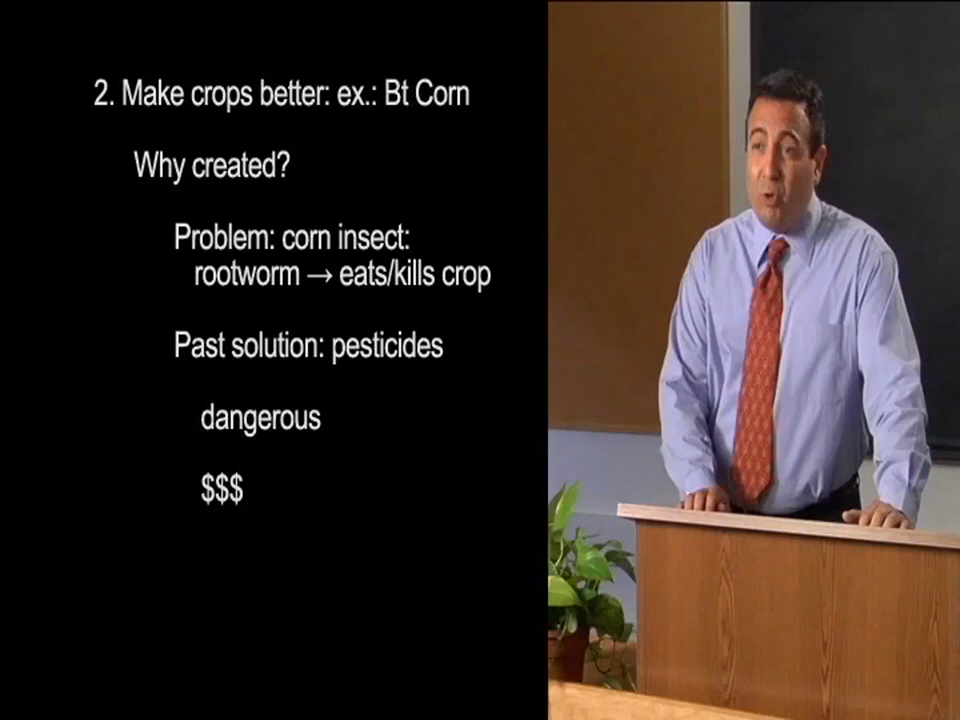 2. Make crops better: ex.: Bt Corn
Why created?
Problem: corn insect:
rootworm → eats/kills crop
Past solution: pesticides
dangerous
$$$